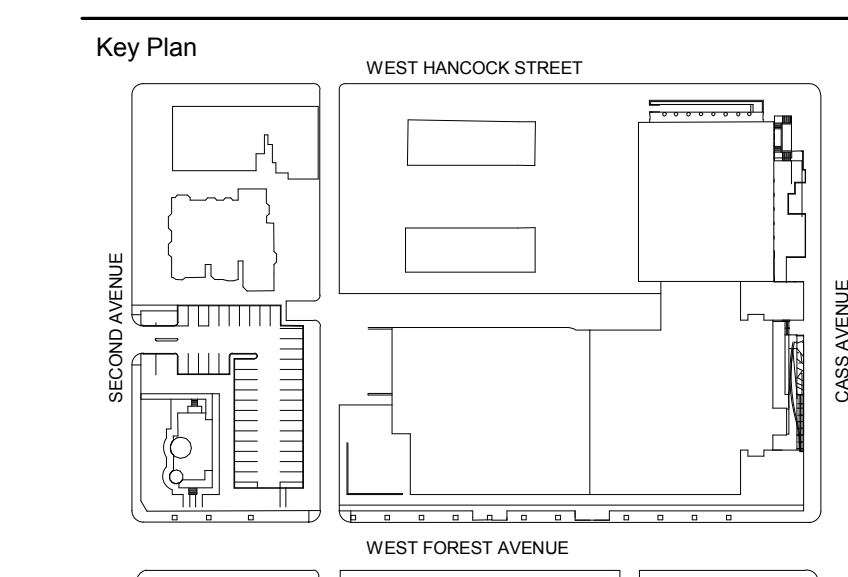 Key Plan
WEST HANCOCK STREET
SECOND AVENUE
CASS AVENUE
WEST FOREST AVENUE